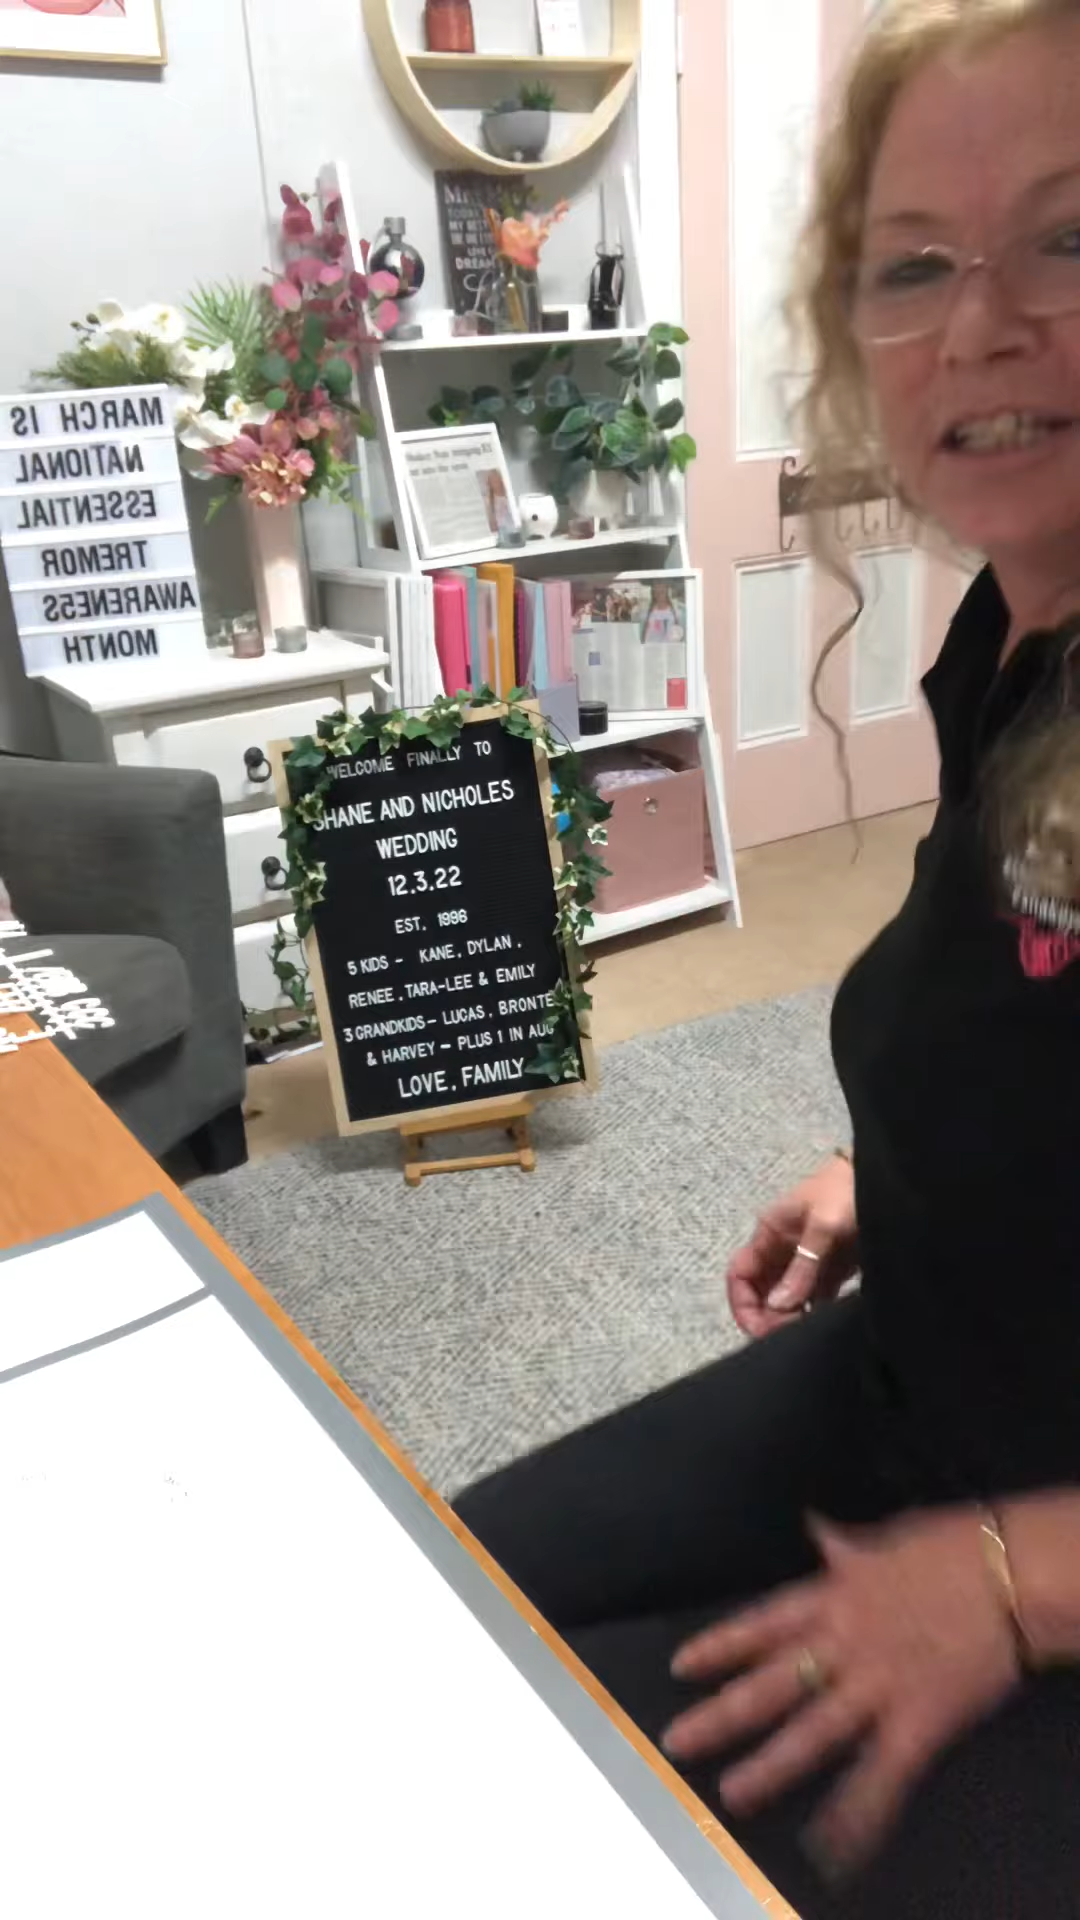 MARCH IS
NATIONAL
ESSENTIAL
TREMOR
AWARENESS
MONTH
WELCOME FINALLY TO
SHANE AND NICHOLES
WEDDING
12.3.22
EST. 1996
5 KIDS - KANE, DYLAN,
RENEE, TARA-LEE & EMILY
3 GRANDKIDS - LUCAS, BRONTE
& HARVEY - PLUS 1 IN AUG
LOVE, FAMILY